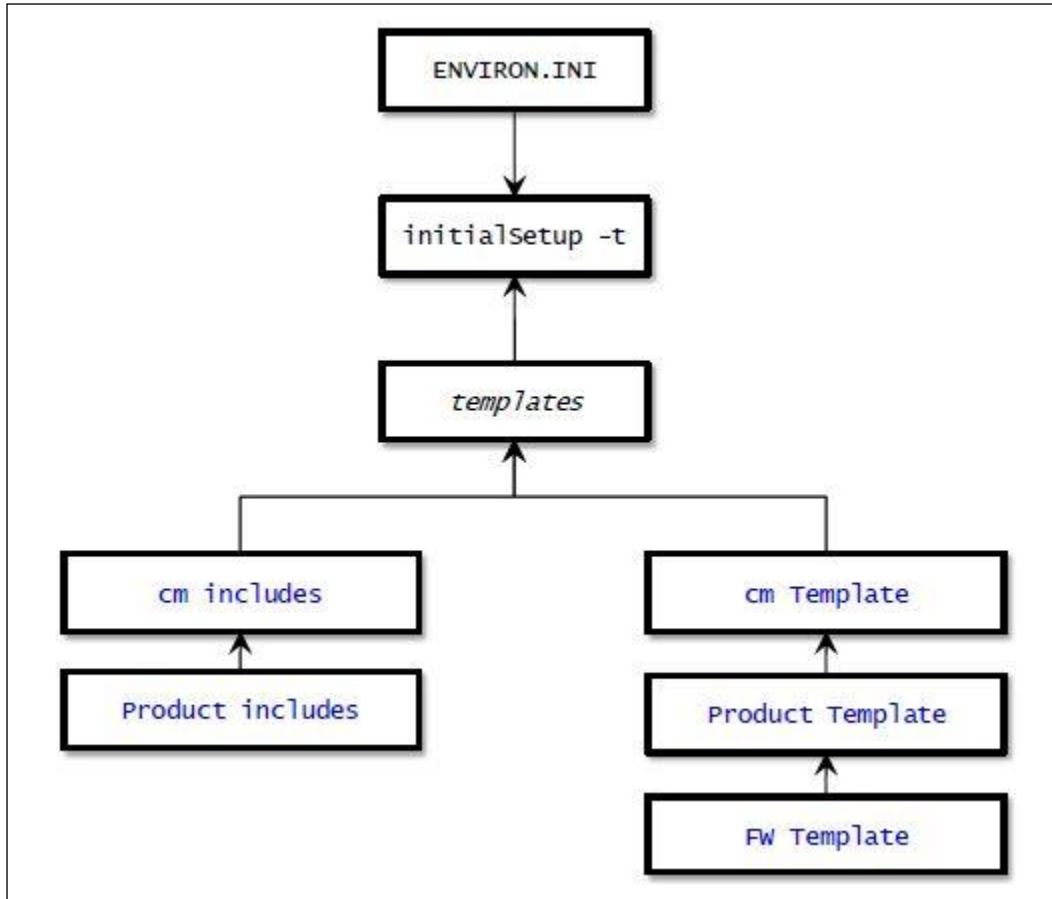 ENVIRON.INI
initialSetup -t
templates
cm includes
cm Template
Product includes
Product Template
FW Template